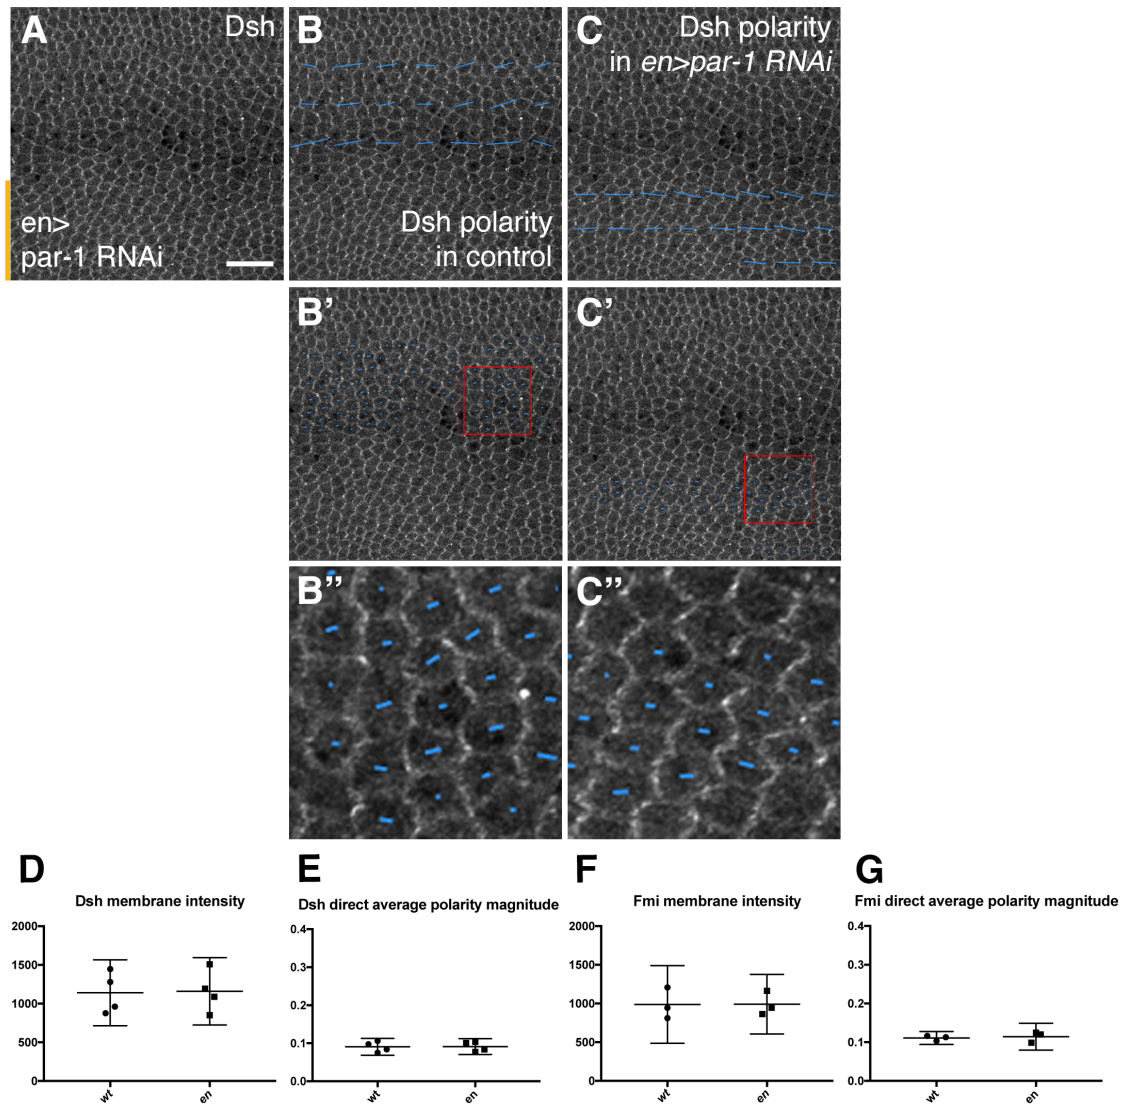 A
Dsh
en>
par-1 RNAi
B
Dsh polarity
in control
C
Dsh polarity
in en>par-1 RNAi
B’
C’
B’’
C’’
D
Dsh membrane intensity
2000
1500
1000
500
0
wt
en
E
Dsh direct average polarity magnitude
0.4
0.3
0.2
0.1
0.0
wt
en
F
Fmi membrane intensity
2000
1500
1000
500
0
wt
en
G
Fmi direct average polarity magnitude
0.4
0.3
0.2
0.1
0.0
wt
en